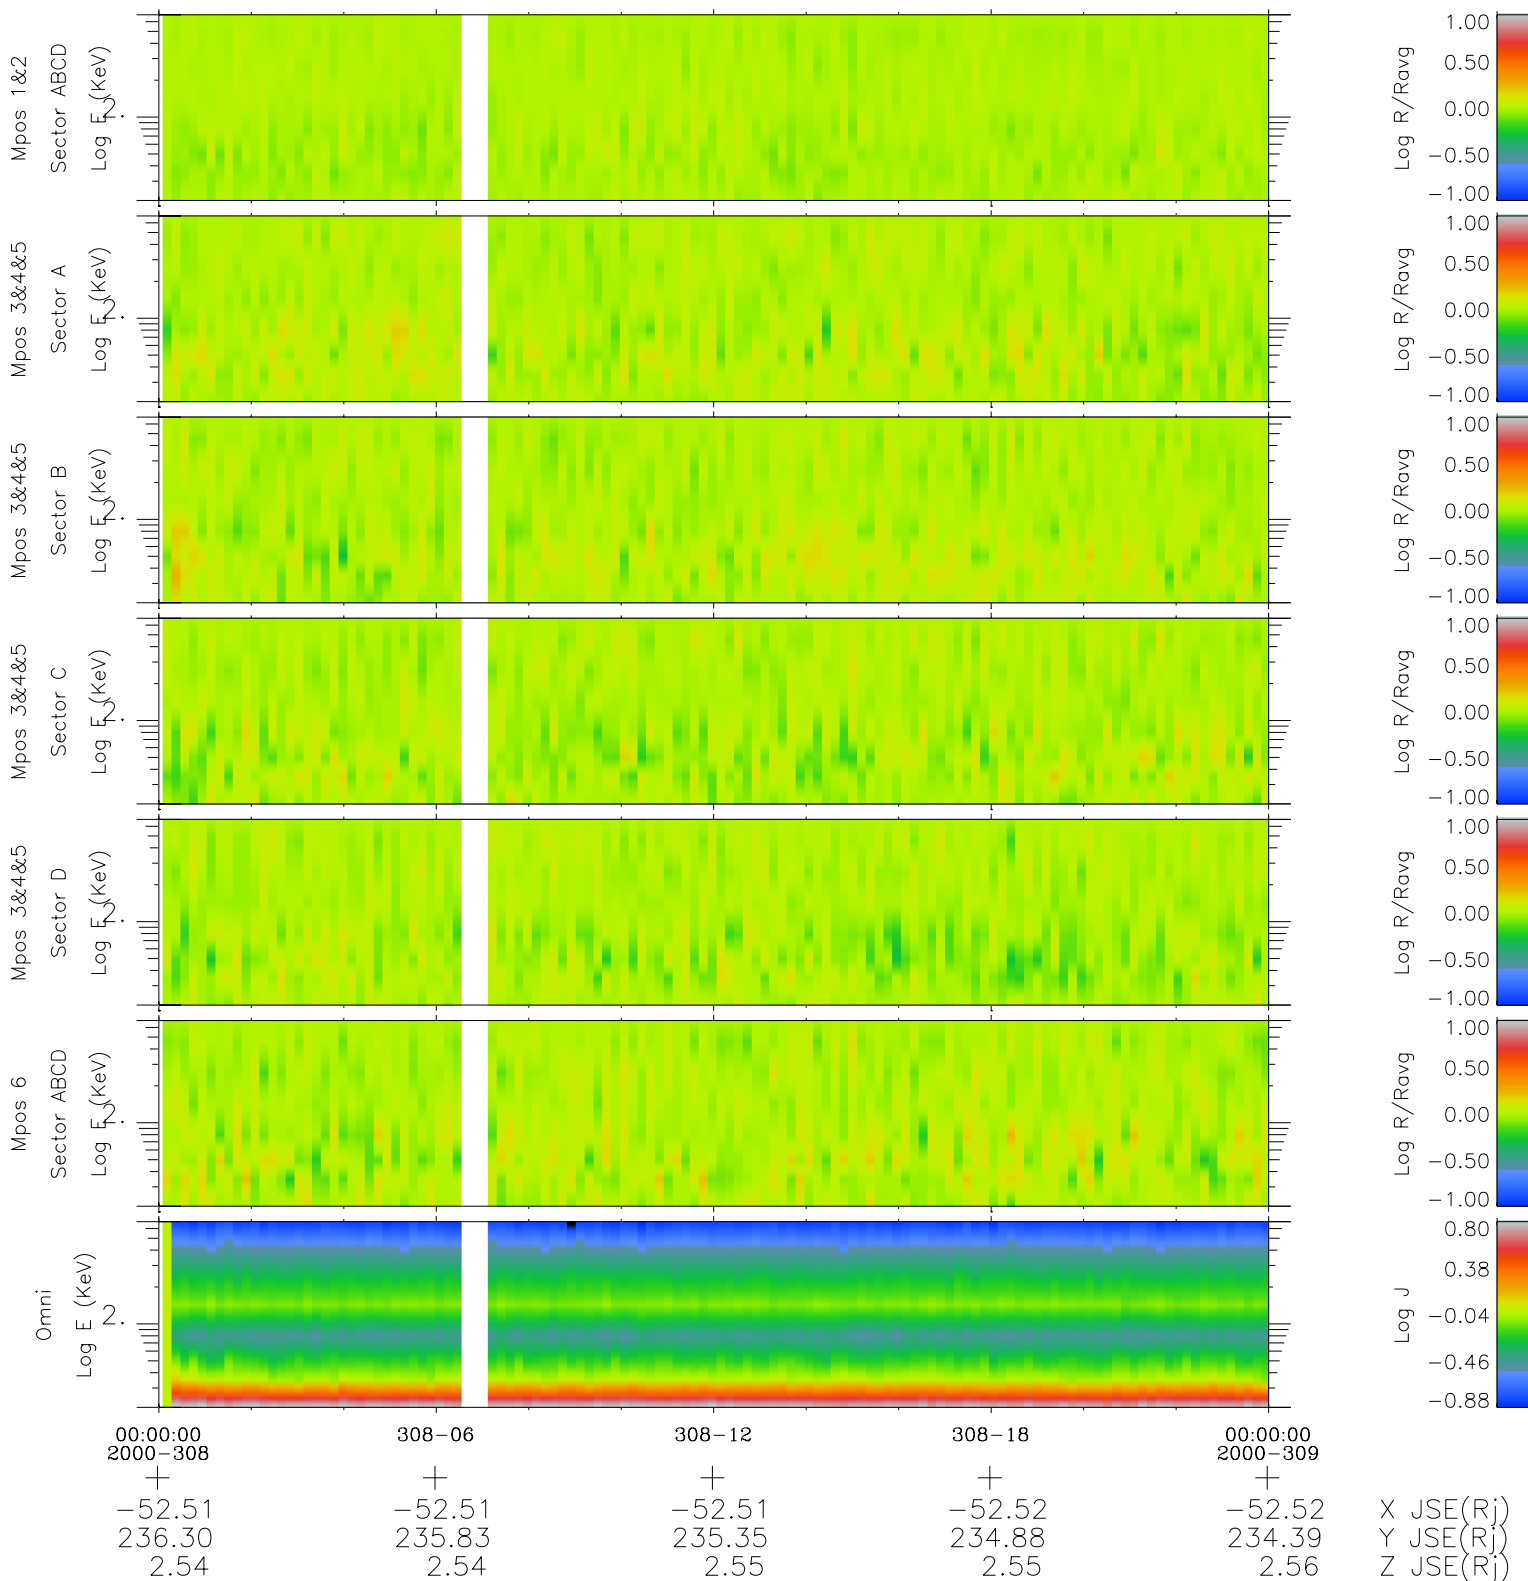 Mpos 1&2
Sector ABCD
Log E (KeV)
2.
1.00
0.50
0.00
-0.50
-1.00
Log R/Ravg
Mpos 3&4&5
Sector A
Log E (KeV)
2.
1.00
0.50
0.00
-0.50
-1.00
Log R/Ravg
Mpos 3&4&5
Sector B
Log E (KeV)
2.
1.00
0.50
0.00
-0.50
-1.00
Log R/Ravg
Mpos 3&4&5
Sector C
Log E (KeV)
2.
1.00
0.50
0.00
-0.50
-1.00
Log R/Ravg
Mpos 3&4&5
Sector D
Log E (KeV)
2.
1.00
0.50
0.00
-0.50
-1.00
Log R/Ravg
Mpos 6
Sector ABCD
Log E (KeV)
2.
1.00
0.50
0.00
-0.50
-1.00
Log R/Ravg
Omni
Log E (KeV)
2.
0.80
0.38
-0.04
-0.46
-0.88
Log J
00:00:00 308-06 308-12 308-18 00:00:00
2000-308 2000-309
-52.51 -52.51 -52.51 -52.52 -52.52 X JSE(Rj)
236.30 235.83 235.35 234.88 234.39 Y JSE(Rj)
2.54 2.54 2.55 2.55 2.56 Z JSE(Rj)